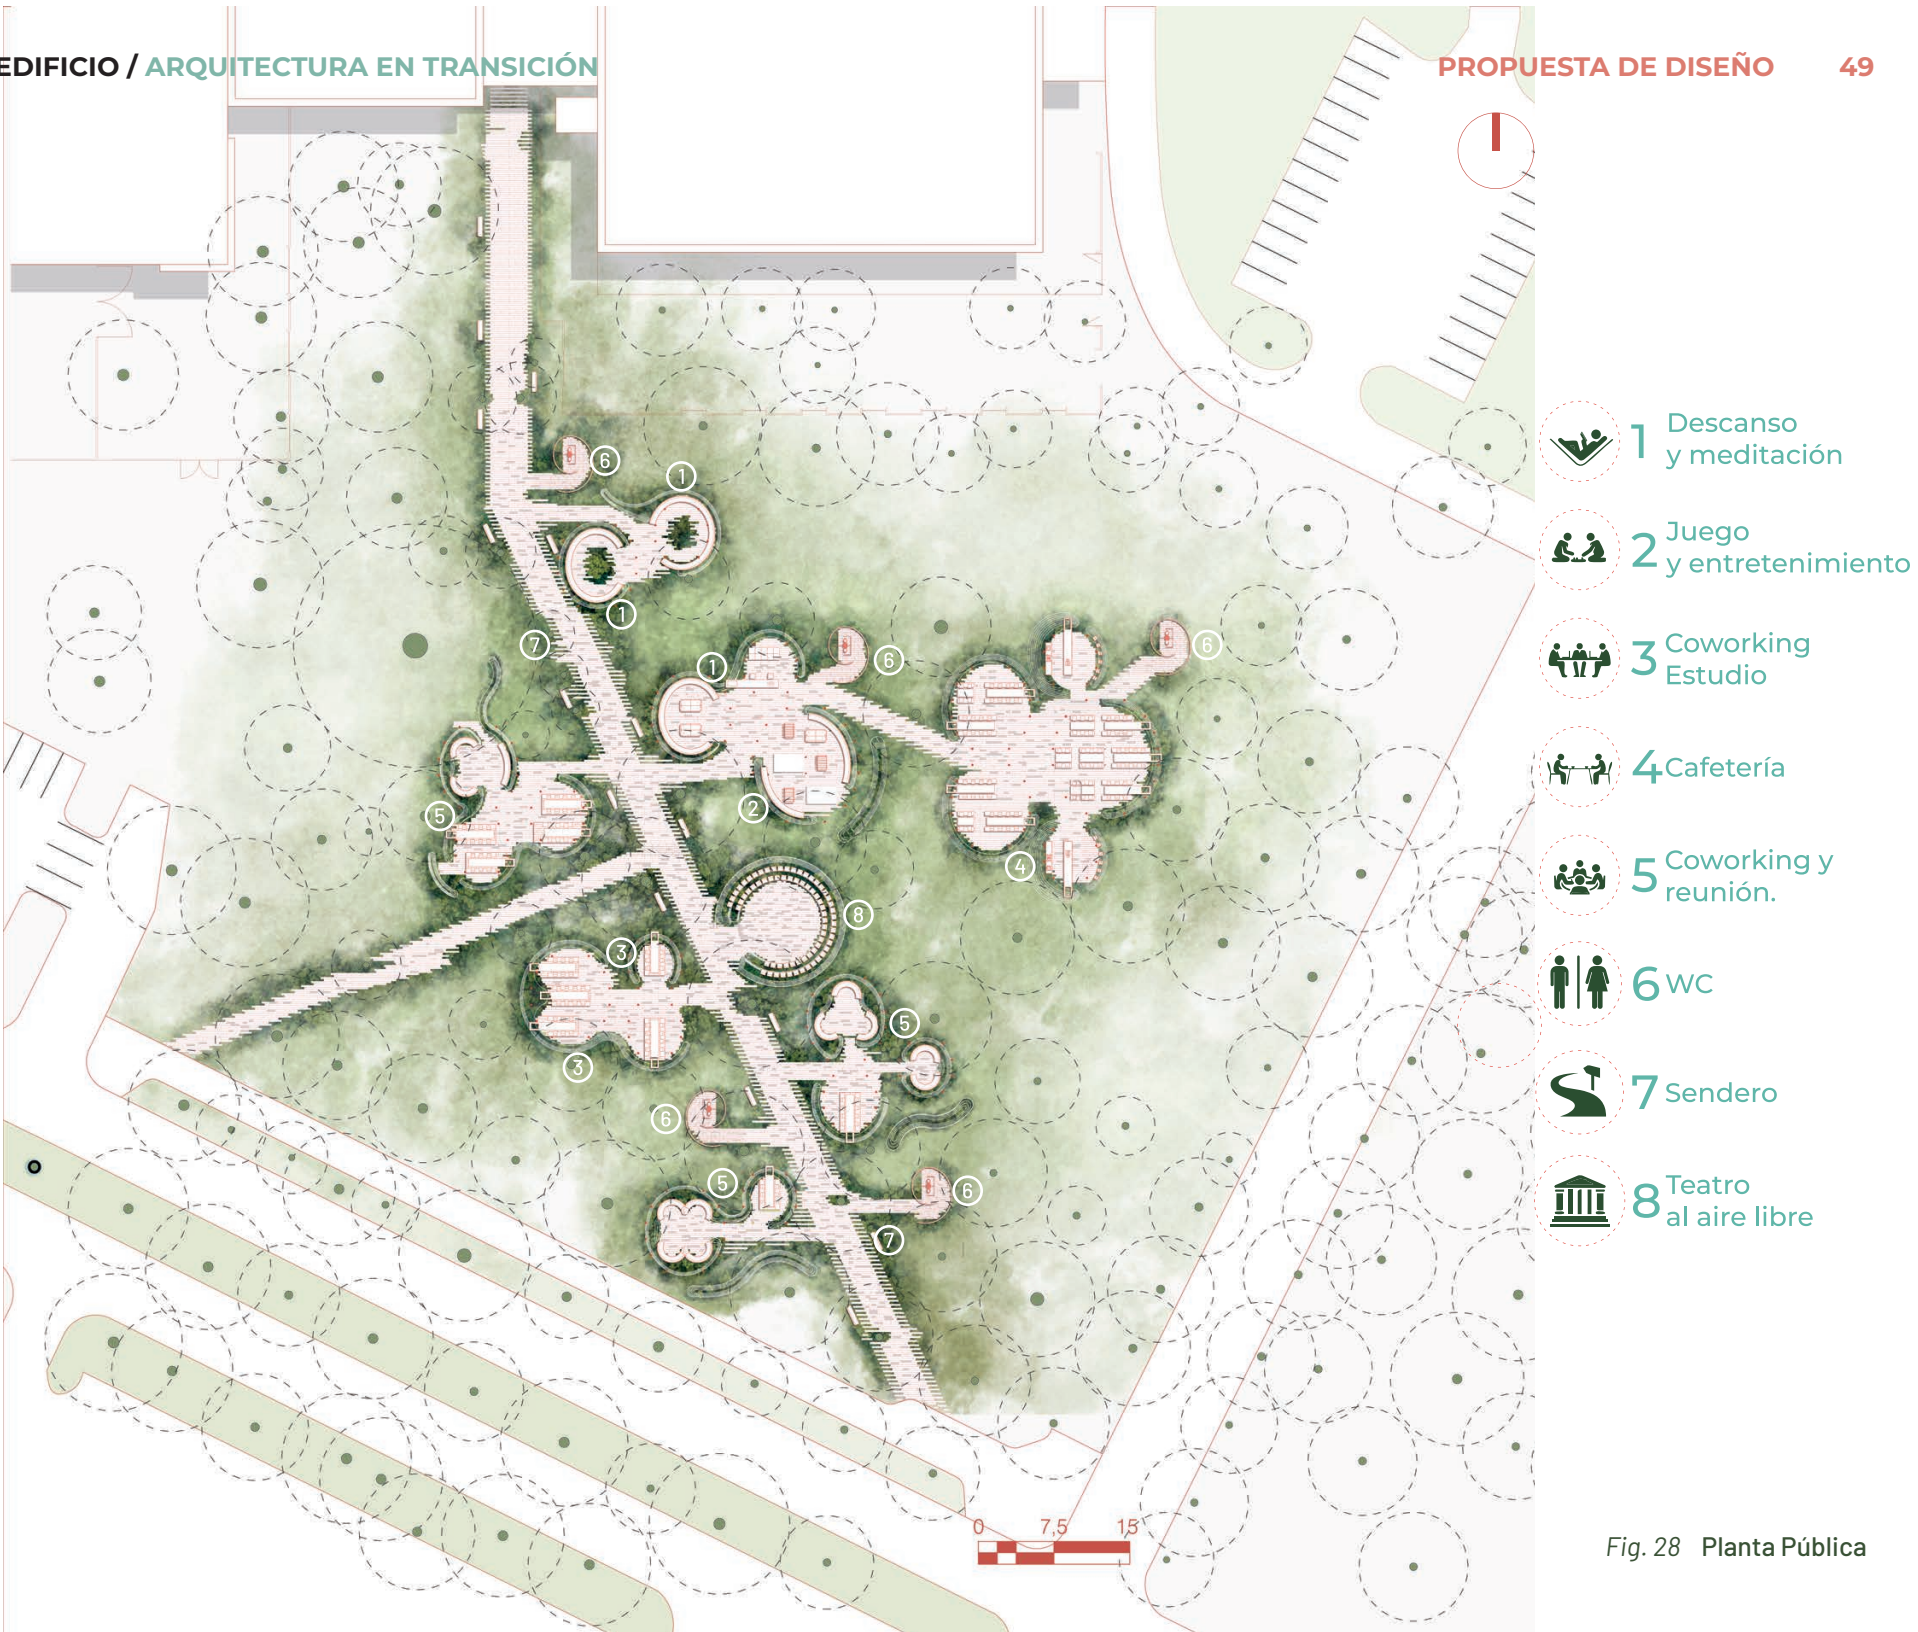 EDIFICIO / ARQUITECTURA EN TRANSICIÓN
PROPUESTA DE DISEÑO 49
6
1
1
7
1
6
6
5
2
4
8
3
3
5
6
5
6
7
1 Descanso
y meditación
2 Juego
y entretenimiento
3 Coworking
Estudio
4 Cafetería
5 Coworking y
reunión.
6 WC
7 Sendero
8 Teatro
al aire libre
0 7,5 15
Fig. 28 Planta Pública